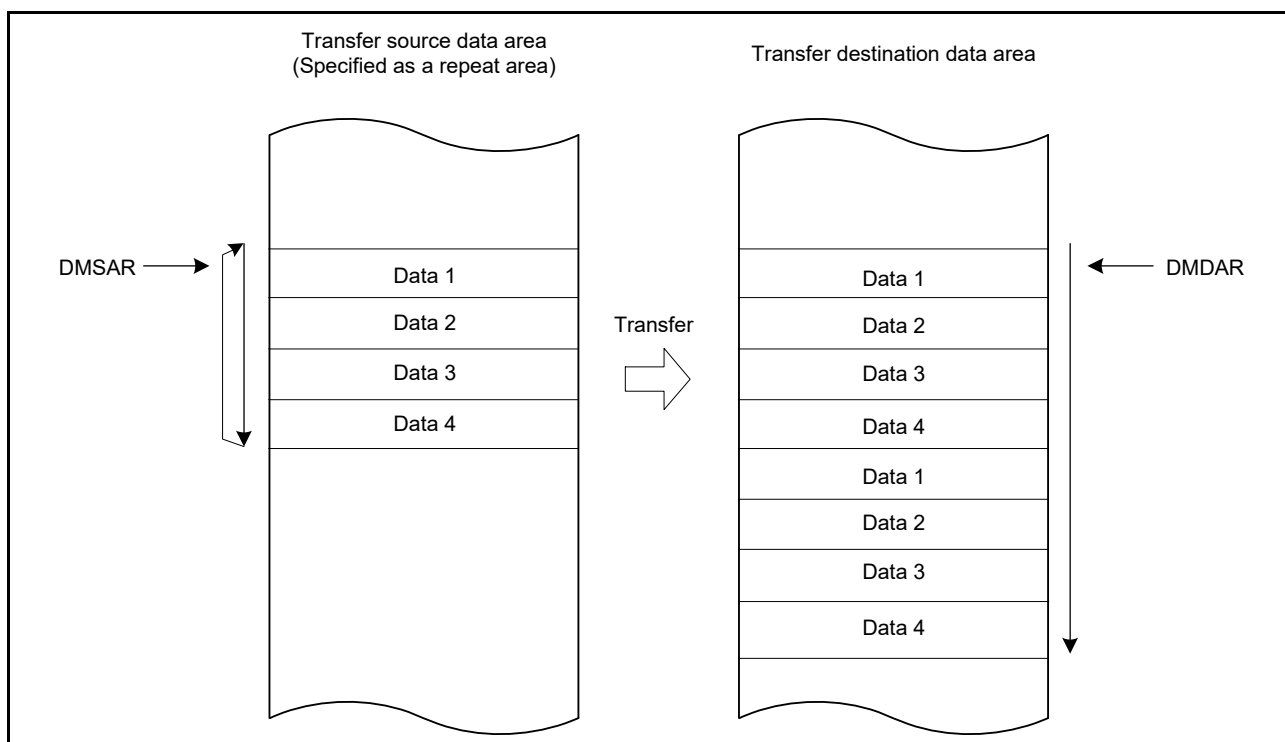 Transfer source data area
(Specified as a repeat area)
Transfer destination data area
DMSAR
Data 1
Data 2
Data 3
Data 4
Transfer
Data 1
Data 2
Data 3
Data 4
Data 1
Data 2
Data 3
Data 4
DMDAR